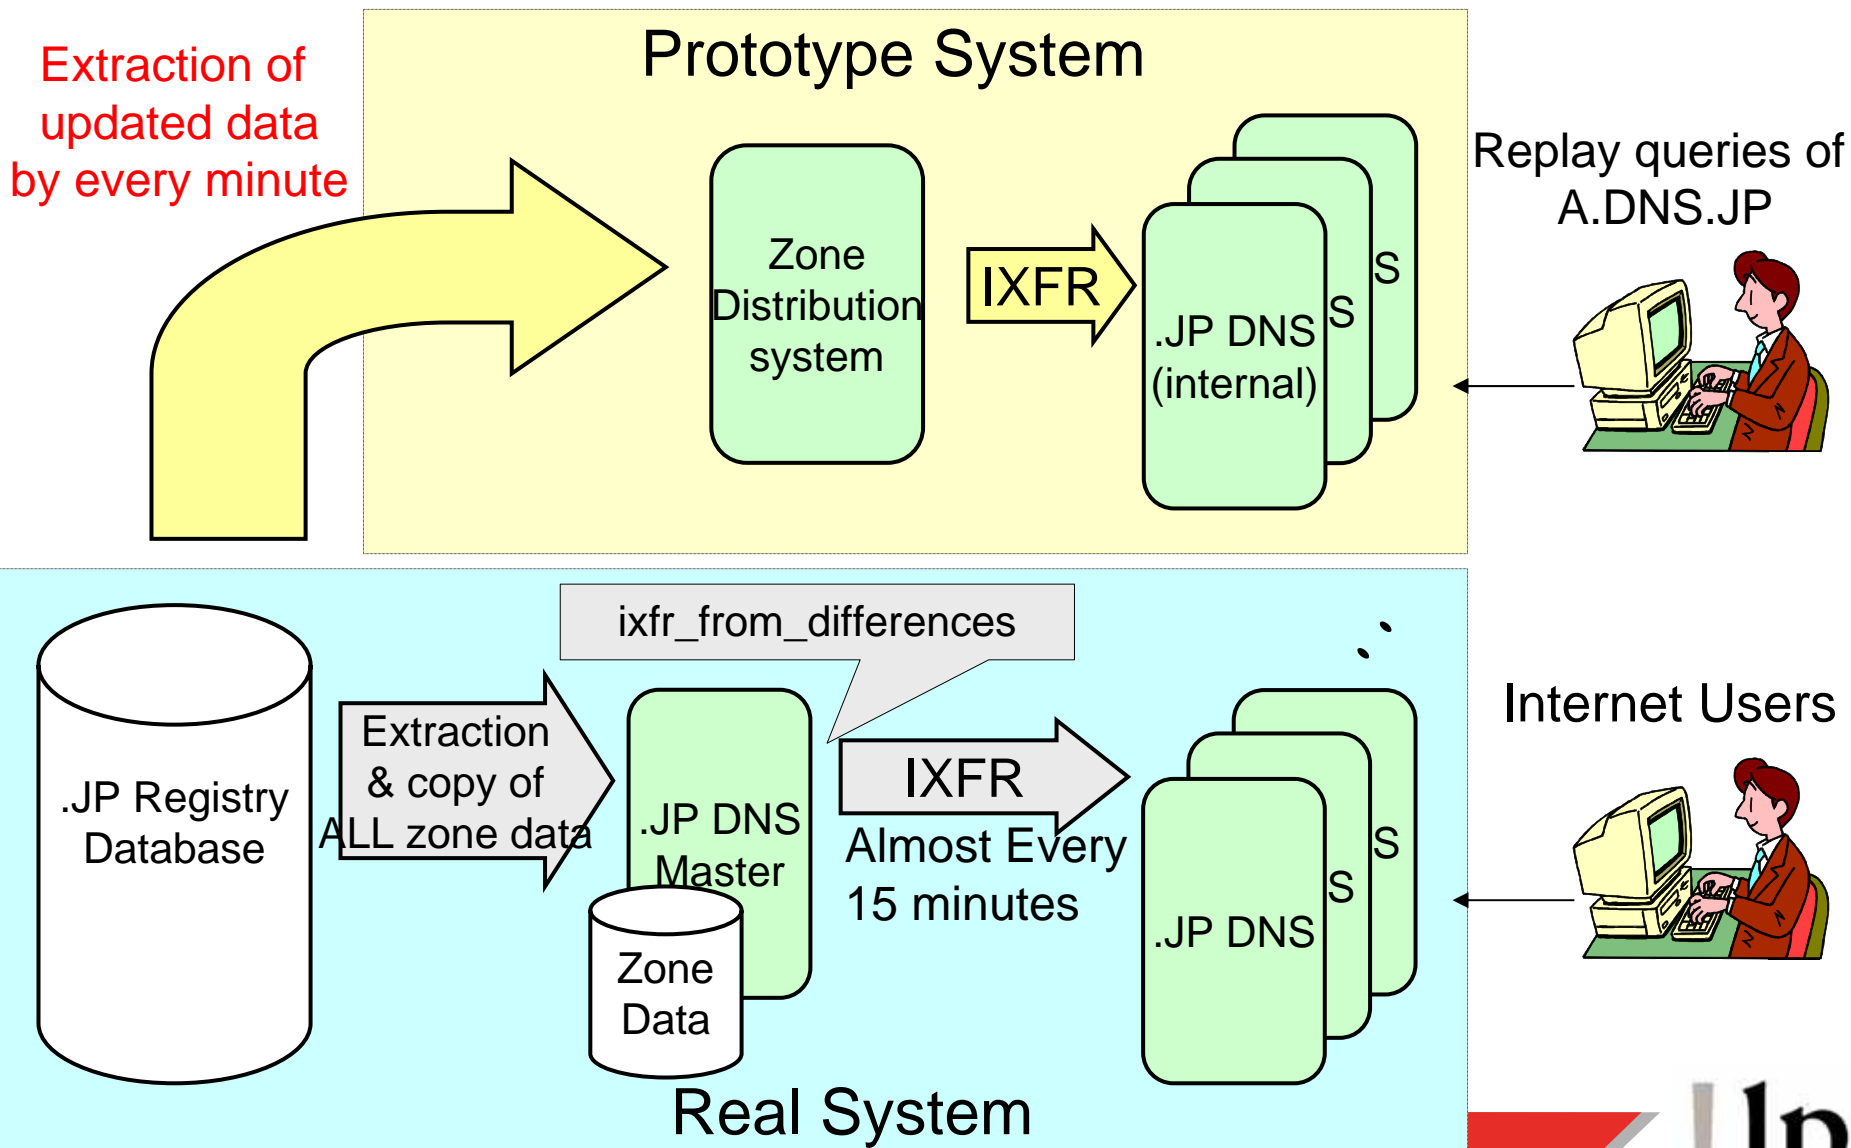 Prototype System
Extraction of
updated data
by every minute
Zone
Distribution
system
IXFR
.JP DNS
(internal)
S
S
Replay queries of
A.DNS.JP
ixfr_from_differences
.JP Registry
Database
Extraction
& copy of
ALL zone data
.JP DNS
Master
Zone
Data
IXFR
Almost Every
15 minutes
.JP DNS
S
S
Internet Users
Real System